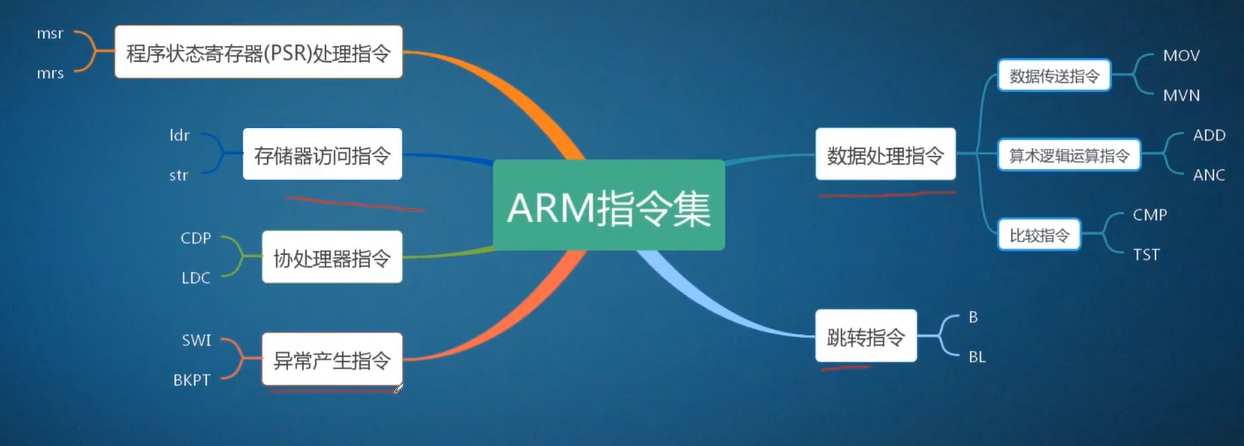 ARM指令集
程序状态寄存器(PSR)处理指令
msr
mrs
存储器访问指令
ldr
str
协处理器指令
CDP
LDC
异常产生指令
SWI
BKPT
数据处理指令
数据传送指令
MOV
MVN
算术逻辑运算指令
ADD
ANC
比较指令
CMP
TST
跳转指令
B
BL